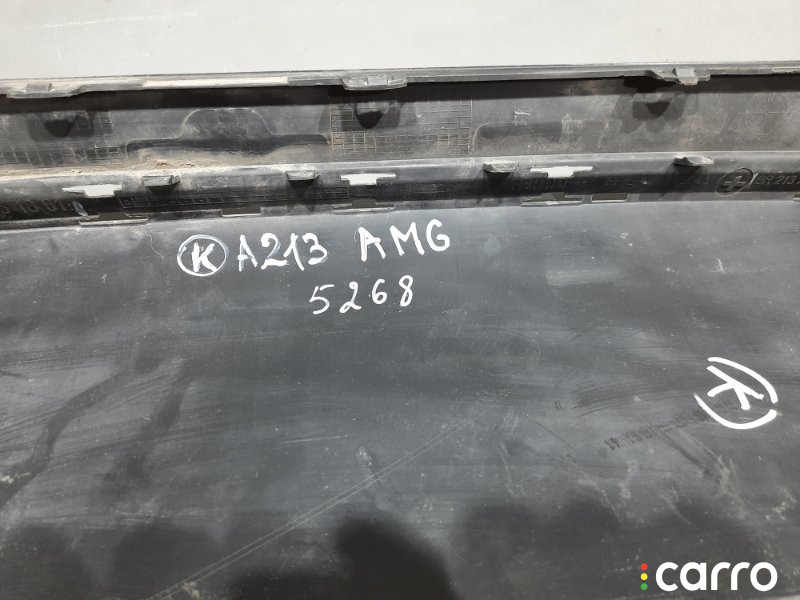 K A213 AMG
5268
K
carro